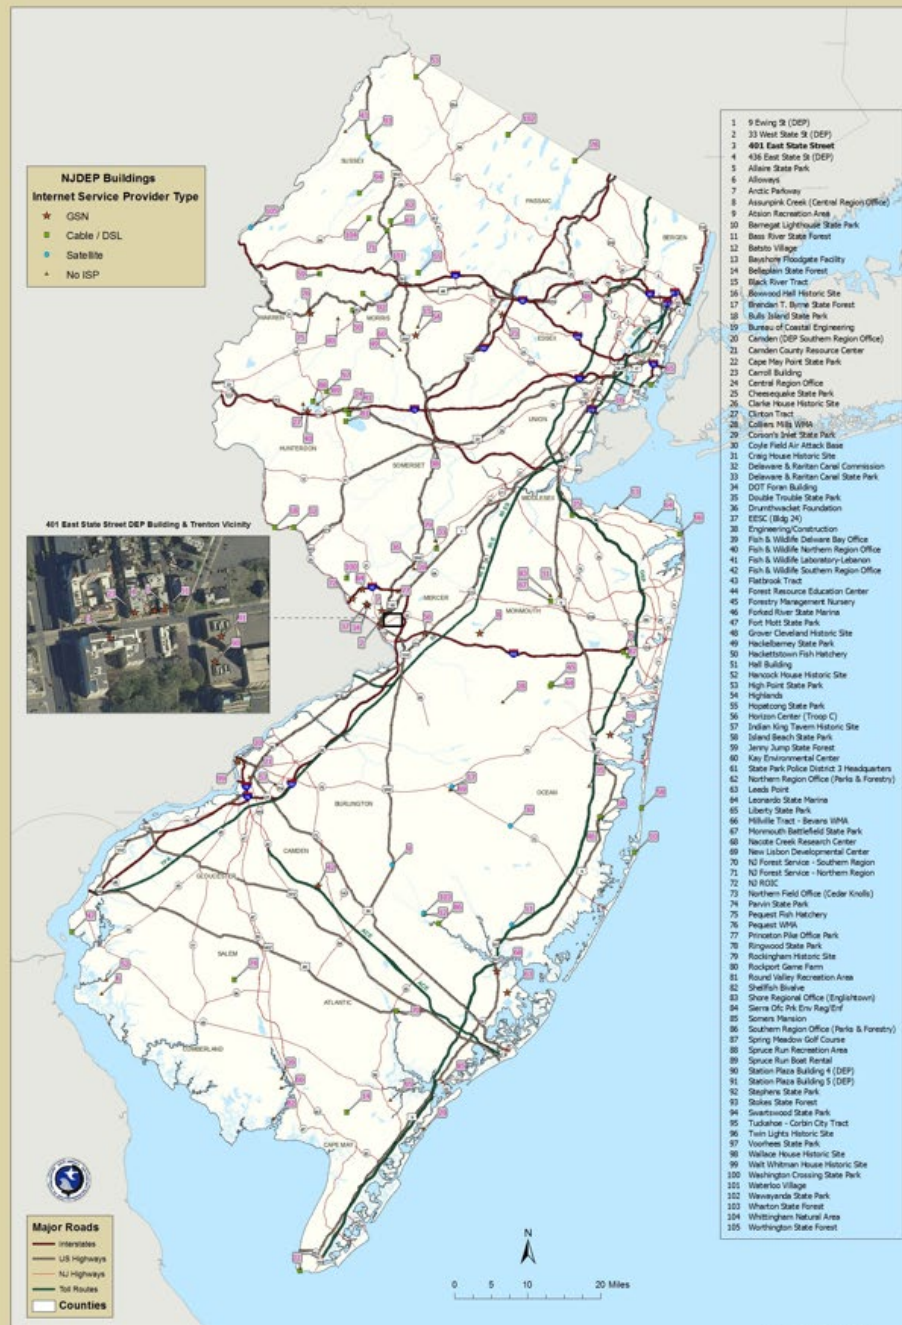 NJDEP Buildings
Internet Service Provider Type
GSN
Cable / DSL
Satellite
No ISP
1 9 Ewing St (DEP)
2 33 West State St (DEP)
3 401 East State Street
4 436 East State St (DEP)
5 Allaire State Park
6 Alloways
7 Arctic Parkway
8 Assunpink Creek (Central Region Office)
9 Atsion Recreation Area
10 Barnegat Lighthouse State Park
11 Bass River State Forest
12 Batsto Village
13 Bayshore Floodgate Facility
14 Belleplain State Forest
15 Black River Tract
16 Boxwood Hall Historic Site
17 Brendan T. Byrne State Forest
18 Bulls Island State Park
19 Bureau of Coastal Engineering
20 Camden (DEP Southern Region Office)
21 Camden County Resource Center
22 Cape May Point State Park
23 Carroll Building
24 Central Region Office
25 Cheesequake State Park
26 Clarke House Historic Site
27 Clinton Tract
28 Colliers Mills WMA
29 Corson's Inlet State Park
30 Coyle Field Air Attack Base
31 Craig House Historic Site
32 Delaware & Raritan Canal Commission
33 Delaware & Raritan Canal State Park
34 DOT Foran Building
35 Double Trouble State Park
36 Drumthwacket Foundation
37 EESC (Bldg 24)
38 Engineering/Construction
39 Fish & Wildlife Delware Bay Office
40 Fish & Wildlife Northern Region Office
41 Fish & Wildlife Laboratory-Lebanon
42 Fish & Wildlife Southern Region Office
43 Flatbrook Tract
44 Forest Resource Education Center
45 Forestry Management Nursery
46 Forked River State Marina
47 Fort Mott State Park
48 Grover Cleveland Historic Site
49 Hackelbarney State Park
50 Hackettstown Fish Hatchery
51 Hall Building
52 Hancock House Historic Site
53 High Point State Park
54 Highlands
55 Hopatcong State Park
56 Horizon Center (Troop C)
57 Indian King Tavern Historic Site
58 Island Beach State Park
59 Jenny Jump State Forest
60 Kay Environmental Center
61 State Park Police District 3 Headquarters
62 Northern Region Office (Parks & Forestry)
63 Leeds Point
64 Leonardo State Marina
65 Liberty State Park
66 Millville Tract - Bevans WMA
67 Monmouth Battlefield State Park
68 Nacote Creek Research Center
69 New Lisbon Developmental Center
70 NJ Forest Service - Southern Region
71 NJ Forest Service - Northern Region
72 NJ ROIC
73 Northern Field Office (Cedar Knolls)
74 Parvin State Park
75 Pequest Fish Hatchery
76 Pequest WMA
77 Princeton Pike Office Park
78 Ringwood State Park
79 Rockingham Historic Site
80 Rockport Game Farm
81 Round Valley Recreation Area
82 Shellfish Bivalve
83 Shore Regional Office (Englishtown)
84 Sierra Ofc Prk Env Reg/Enf
85 Somers Mansion
86 Southern Region Office (Parks & Forestry)
87 Spring Meadow Golf Course
88 Spruce Run Recreation Area
89 Spruce Run Boat Rental
90 Station Plaza Building 4 (DEP)
91 Station Plaza Building 5 (DEP)
92 Stephens State Park
93 Stokes State Forest
94 Swartswood State Park
95 Tuckahoe - Corbin City Tract
96 Twin Lights Historic Site
97 Voorhees State Park
98 Wallace House Historic Site
99 Walt Whitman House Historic Site
100 Washington Crossing State Park
101 Waterloo Village
102 Wawayanda State Park
103 Wharton State Forest
104 Whittingham Natural Area
105 Worthington State Forest
SUSSEX
PASSAIC
BERGEN
WARREN
MORRIS
ESSEX
UNION
HUNTERDON
SOMERSET
MIDDLESEX
401 East State Street DEP Building & Trenton Vicinity
MERCER
MONMOUTH
OCEAN
BURLINGTON
CAMDEN
GLOUCESTER
SALEM
ATLANTIC
CUMBERLAND
CAPE MAY
Major Roads
Interstates
US Highways
NJ Highways
Toll Routes
Counties
N
0 5 10 20 Miles